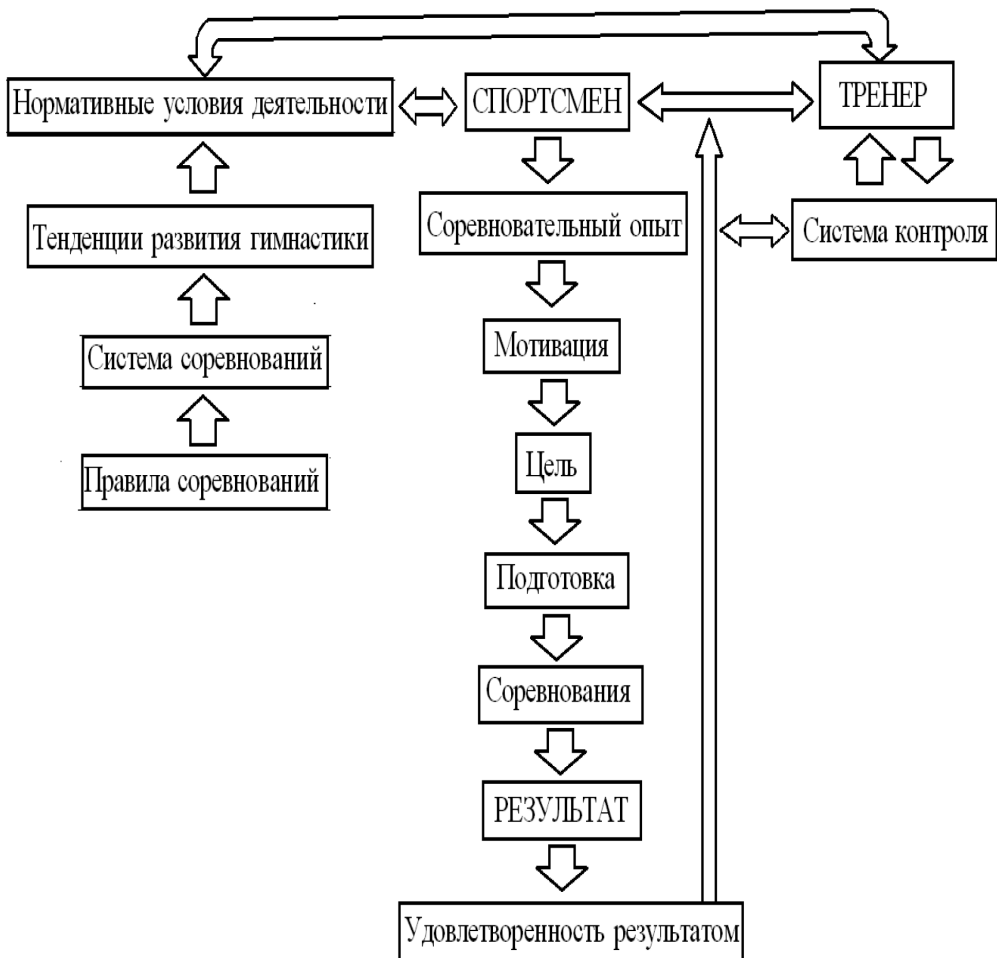 Нормативные условия деятельности
СПОРТСМЕН
ТРЕНЕР
Тенденции развития гимнастики
Соревновательный опыт
Система контроля
Система соревнований
Мотивация
Правила соревнований
Цель
Подготовка
Соревнования
РЕЗУЛЬТАТ
Удовлетворенность результатом